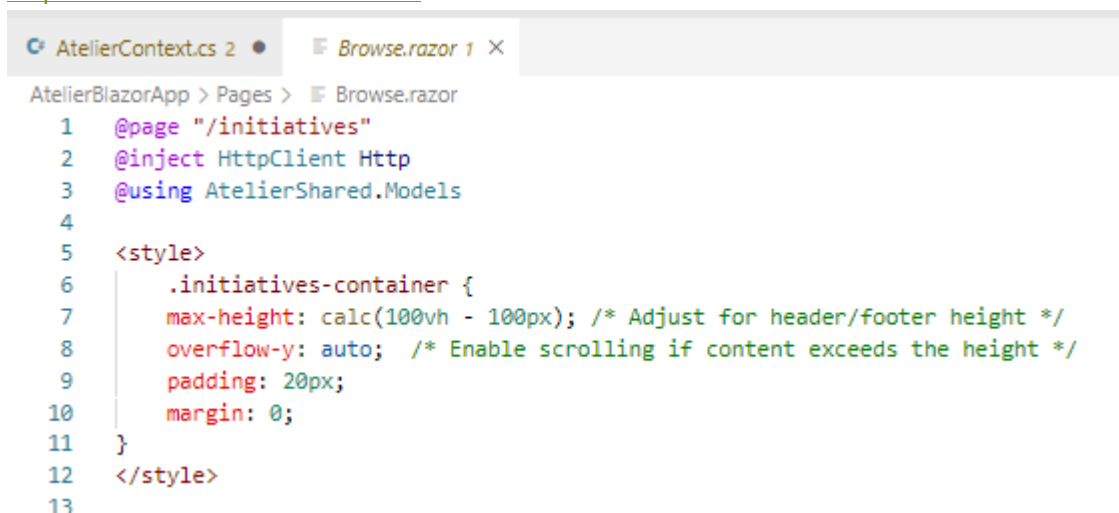 AtelierContext.cs 2 ● Browse.razor 1 ×
AtelierBlazorApp > Pages > Browse.razor
1 @page "/initiatives"
2 @inject HttpClient Http
3 @using AtelierShared.Models
4
5 <style>
6 .initiatives-container {
7 max-height: calc(100vh - 100px); /* Adjust for header/footer height */
8 overflow-y: auto;  /* Enable scrolling if content exceeds the height */
9 padding: 20px;
10 margin: 0;
11 }
12 </style>
13